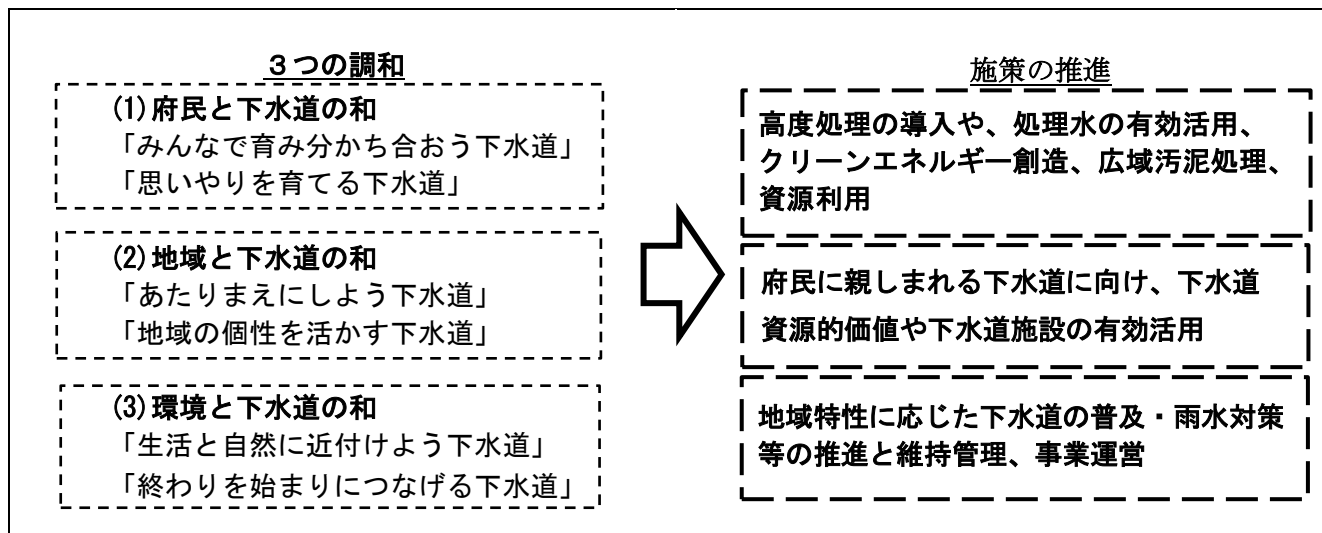 ３つの調和
(1)府民と下水道の和
「みんなで育み分かち合おう下水道」
「思いやりを育てる下水道」
(2)地域と下水道の和
「あたりまえにしよう下水道」
「地域の個性を活かす下水道」
(3)環境と下水道の和
「生活と自然に近付けよう下水道」
「終わりを始まりにつなげる下水道」
施策の推進
高度処理の導入や、処理水の有効活用、
クリーンエネルギー創造、広域汚泥処理、
資源利用
府民に親しまれる下水道に向け、下水道
資源的価値や下水道施設の有効活用
地域特性に応じた下水道の普及・雨水対策
等の推進と維持管理、事業運営